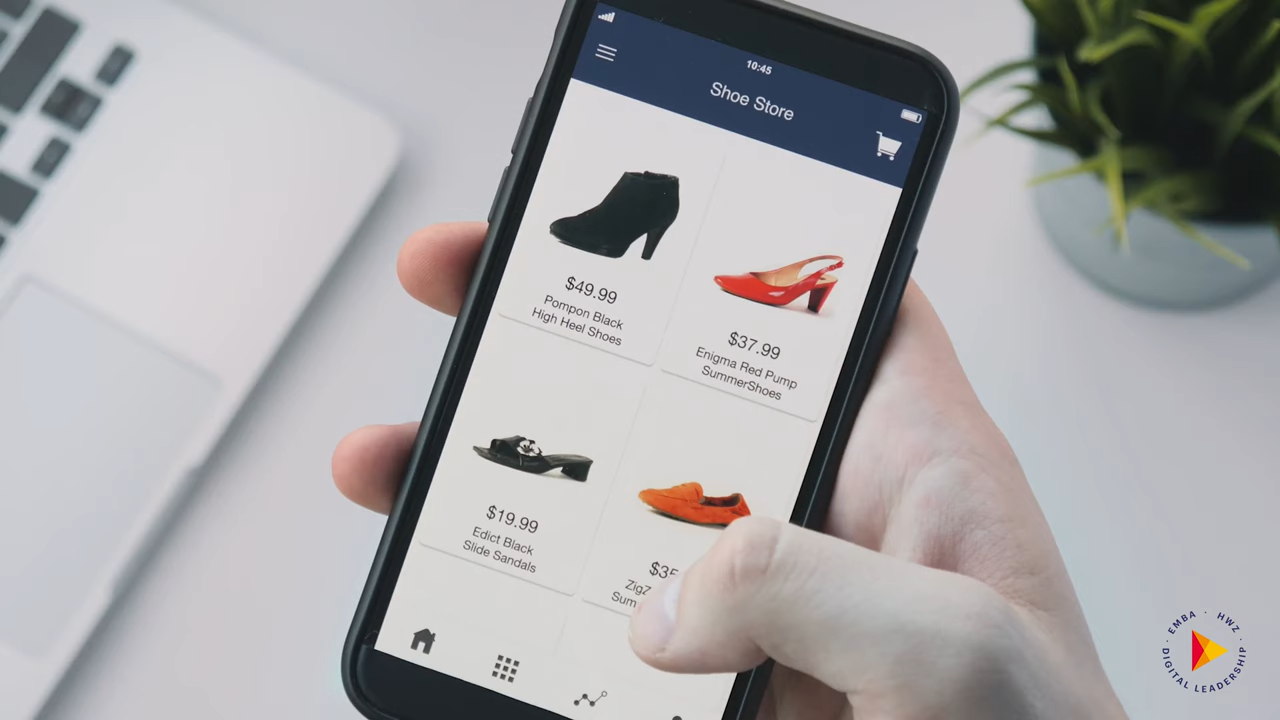 10:45
Shoe Store
$49.99
Pompon Black
High Heel Shoes
$37.99
Enigma Red Pump
SummerShoes
$19.99
Edict Black
Slide Sandals
EMBA · HWZ
· DIGITAL LEADERSHIP ·